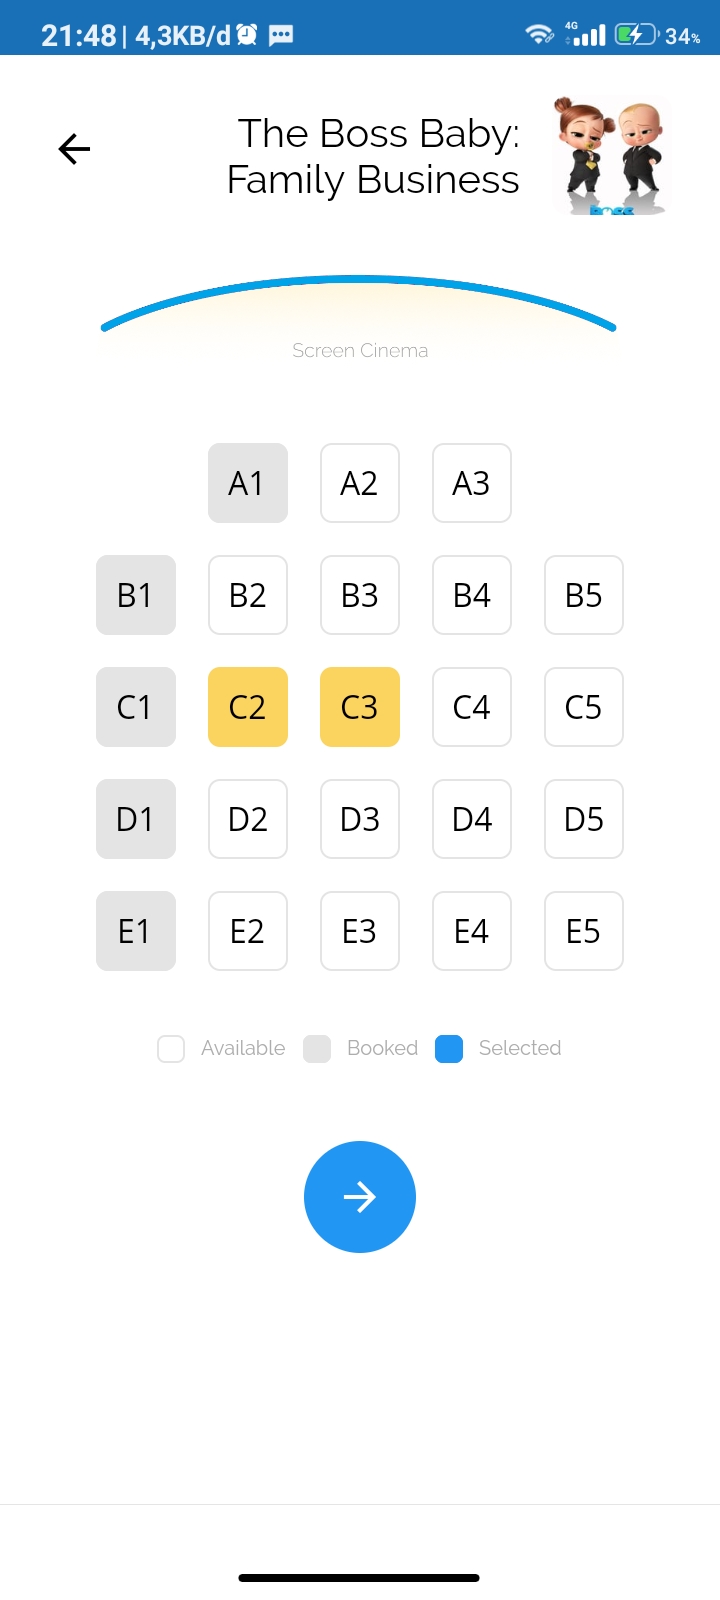 21:48 | 4,3KB/d
4G
34%
The Boss Baby:
Family Business
BOSS
Screen Cinema
A1 A2 A3
B1 B2 B3 B4 B5
C1 C2 C3 C4 C5
D1 D2 D3 D4 D5
E1 E2 E3 E4 E5
Available Booked Selected